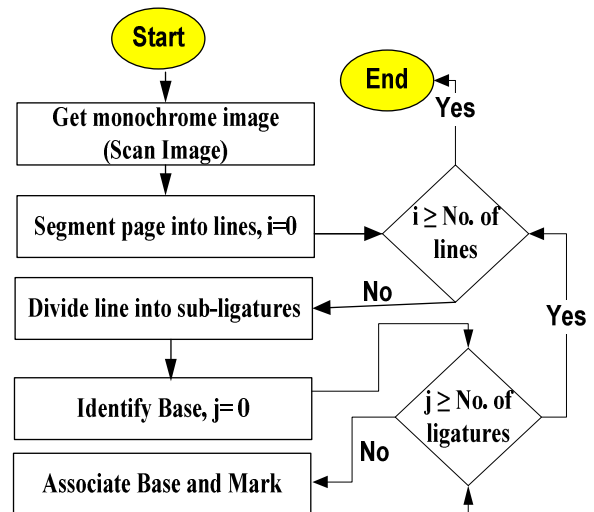 Start
Get monochrome image
(Scan Image)
Segment page into lines, i=0
End
Yes
i ≥ No. of
lines
No
Divide line into sub-ligatures
Identify Base, j= 0
Yes
j ≥ No. of
ligatures
No
Associate Base and Mark